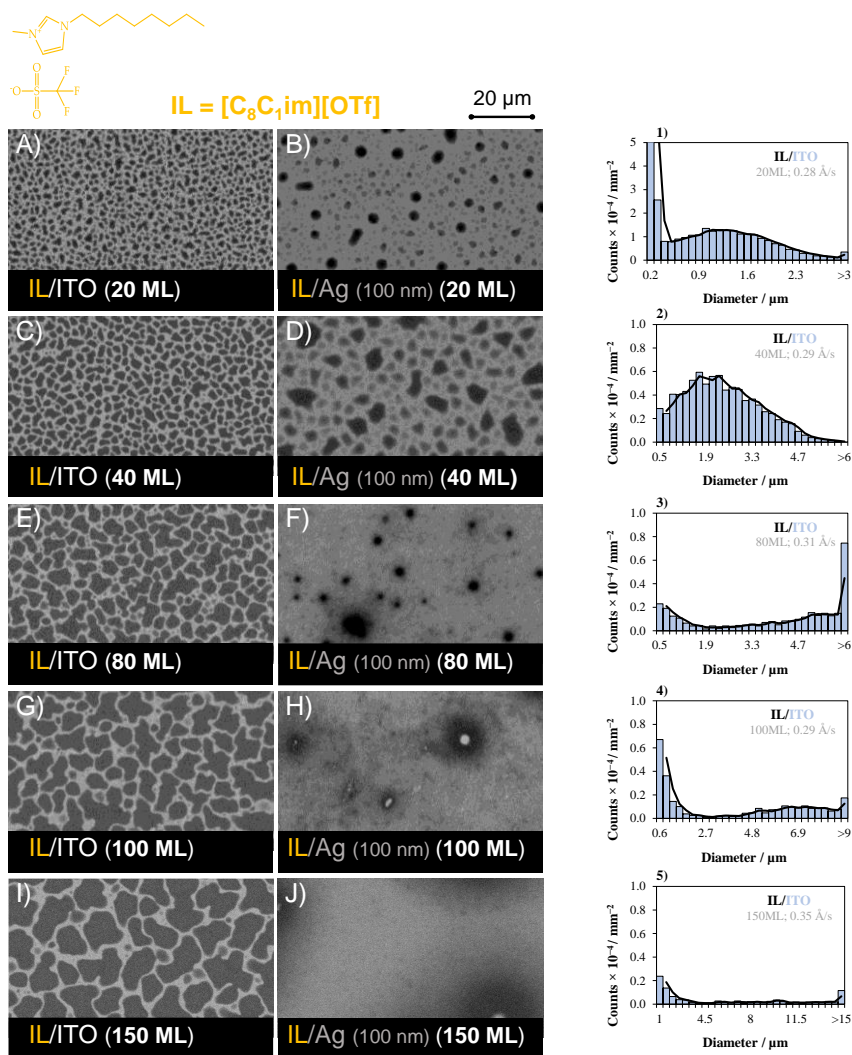 N
+
N
O
-O
S
O
F
F
F
IL = [C₈C₁im][OTf]
20 µm
A)
IL/ITO (20 ML)
B)
IL/Ag (100 nm) (20 ML)
C)
IL/ITO (40 ML)
D)
IL/Ag (100 nm) (40 ML)
E)
IL/ITO (80 ML)
F)
IL/Ag (100 nm) (80 ML)
G)
IL/ITO (100 ML)
H)
IL/Ag (100 nm) (100 ML)
I)
IL/ITO (150 ML)
J)
IL/Ag (100 nm) (150 ML)
1)
IL/ITO
20ML; 0.28 Å/s
Counts × 10⁻⁴ / mm⁻²
5
4
3
2
1
0
0.2 0.9 1.6 2.3 >3
Diameter / µm
2)
IL/ITO
40ML; 0.29 Å/s
Counts × 10⁻⁴ / mm⁻²
1.0
0.8
0.6
0.4
0.2
0.0
0.5 1.9 3.3 4.7 >6
Diameter / µm
3)
IL/ITO
80ML; 0.31 Å/s
Counts × 10⁻⁴ / mm⁻²
1.0
0.8
0.6
0.4
0.2
0.0
0.5 1.9 3.3 4.7 >6
Diameter / µm
4)
IL/ITO
100ML; 0.29 Å/s
Counts × 10⁻⁴ / mm⁻²
1.0
0.8
0.6
0.4
0.2
0.0
0.6 2.7 4.8 6.9 >9
Diameter / µm
5)
IL/ITO
150ML; 0.35 Å/s
Counts × 10⁻⁴ / mm⁻²
1.0
0.8
0.6
0.4
0.2
0.0
1 4.5 8 11.5 >15
Diameter / µm